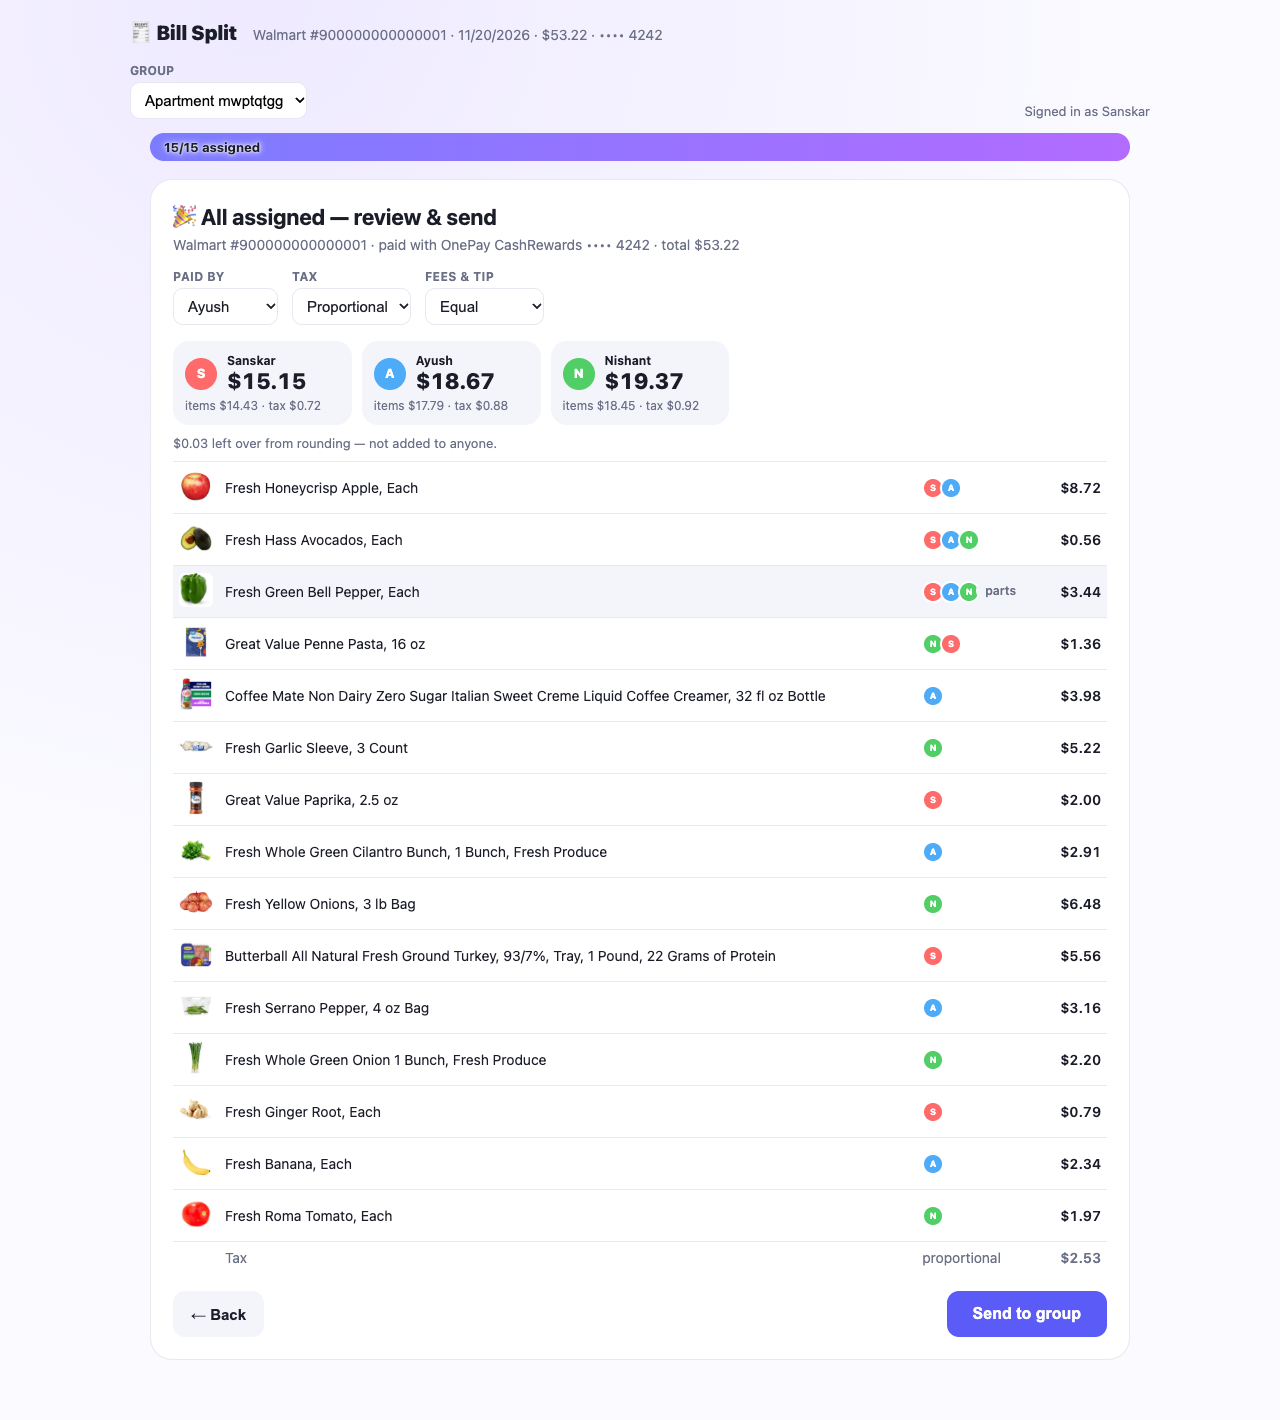 Bill Split Walmart #900000000000001 · 11/20/2026 · $53.22 · •••• 4242
GROUP
Apartment mwptqtgg
Signed in as Sanskar
15/15 assigned
All assigned — review & send
Walmart #900000000000001 · paid with OnePay CashRewards •••• 4242 · total $53.22
PAID BY TAX FEES & TIP
Ayush Proportional Equal
S Sanskar $15.15
items $14.43 · tax $0.72
A Ayush $18.67
items $17.79 · tax $0.88
N Nishant $19.37
items $18.45 · tax $0.92
$0.03 left over from rounding — not added to anyone.
Fresh Honeycrisp Apple, Each S A $8.72
Fresh Hass Avocados, Each S A N $0.56
Fresh Green Bell Pepper, Each S A N parts $3.44
Great Value Penne Pasta, 16 oz N S $1.36
Coffee Mate Non Dairy Zero Sugar Italian Sweet Creme Liquid Coffee Creamer, 32 fl oz Bottle A $3.98
Fresh Garlic Sleeve, 3 Count N $5.22
Great Value Paprika, 2.5 oz S $2.00
Fresh Whole Green Cilantro Bunch, 1 Bunch, Fresh Produce A $2.91
Fresh Yellow Onions, 3 lb Bag N $6.48
Butterball All Natural Fresh Ground Turkey, 93/7%, Tray, 1 Pound, 22 Grams of Protein S $5.56
Fresh Serrano Pepper, 4 oz Bag A $3.16
Fresh Whole Green Onion 1 Bunch, Fresh Produce N $2.20
Fresh Ginger Root, Each S $0.79
Fresh Banana, Each A $2.34
Fresh Roma Tomato, Each N $1.97
Tax proportional $2.53
← Back
Send to group